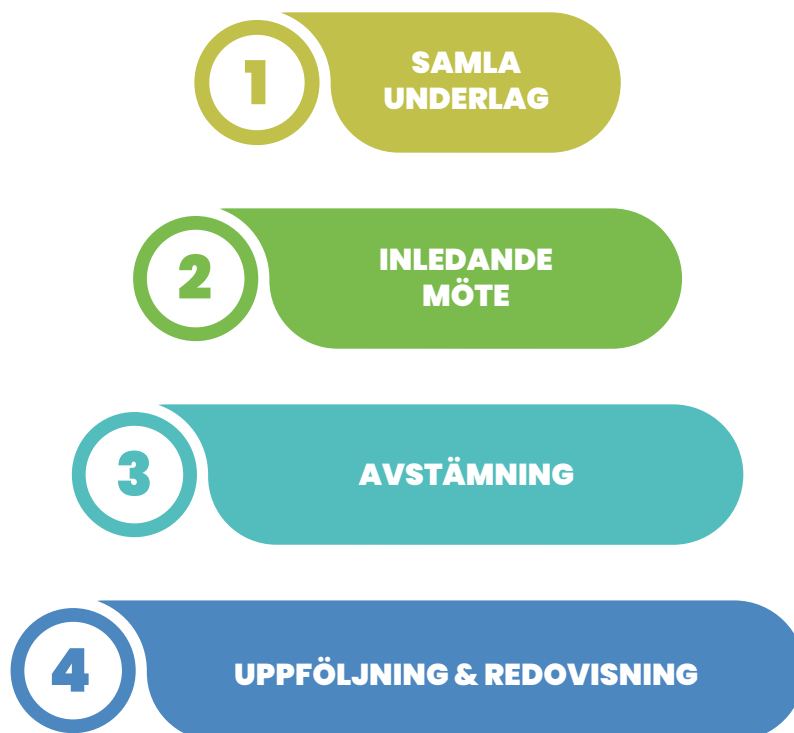 1
SAMLA
UNDERLAG
2
INLEDANDE
MÖTE
3
AVSTÄMNING
4
UPPFÖLJNING & REDOVISNING